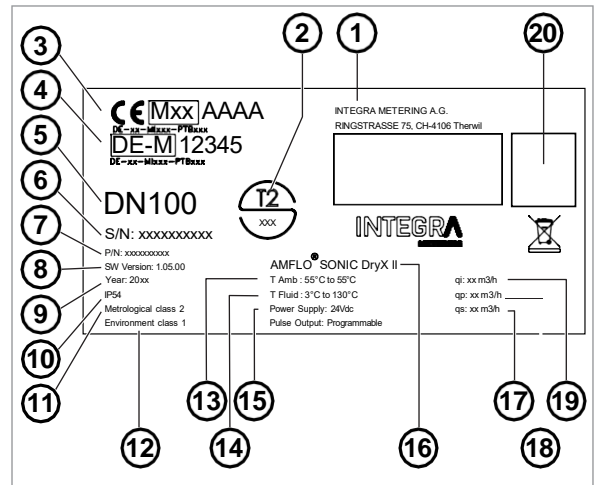 2
1
20
3
4
5
6
7
8
9
10
11
12
13
14
15
16
17
18
19
CE Mxx AAAA
DE-xx-MIxxx-PTBxxx
DE-M 12345
DE-xx-MIxxx-PTBxxx
DN100
S/N: xxxxxxxxxx
P/N: xxxxxxxxx
SW Version: 1.05.00
Year: 20xx
IP54
Metrological class 2
Environment class 1
T2
xxx
INTEGRA METERING A.G.
RINGSTRASSE 75, CH-4106 Therwil
INTEGRA
METERING
AMFLO® SONIC DryX II
T Amb : 55°C to 55°C
T Fluid : 3°C to 130°C
Power Supply: 24Vdc
Pulse Output: Programmable
qi: xx m3/h
qp: xx m3/h
qs: xx m3/h